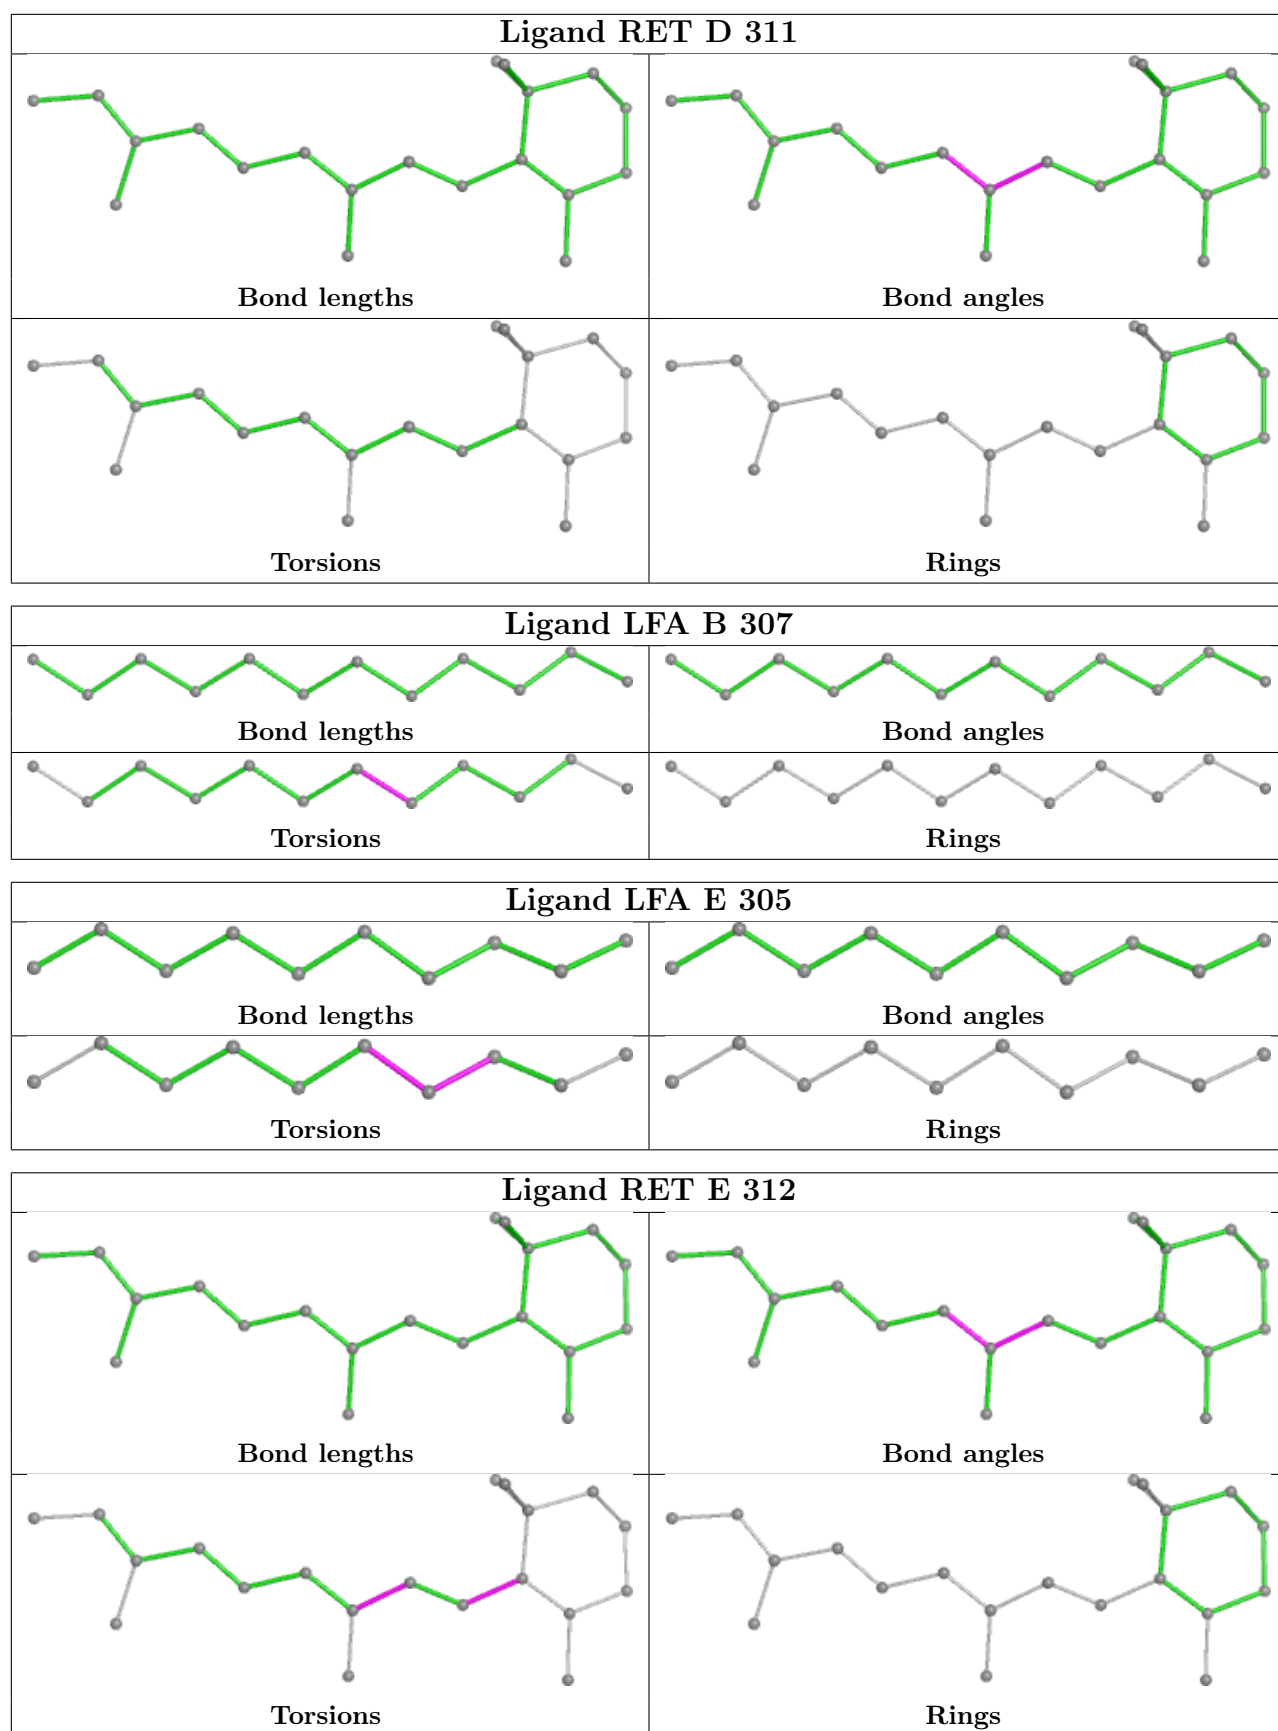 Ligand RET D 311
Bond lengths
Bond angles
Torsions
Rings
Ligand LFA B 307
Bond lengths
Bond angles
Torsions
Rings
Ligand LFA E 305
Bond lengths
Bond angles
Torsions
Rings
Ligand RET E 312
Bond lengths
Bond angles
Torsions
Rings